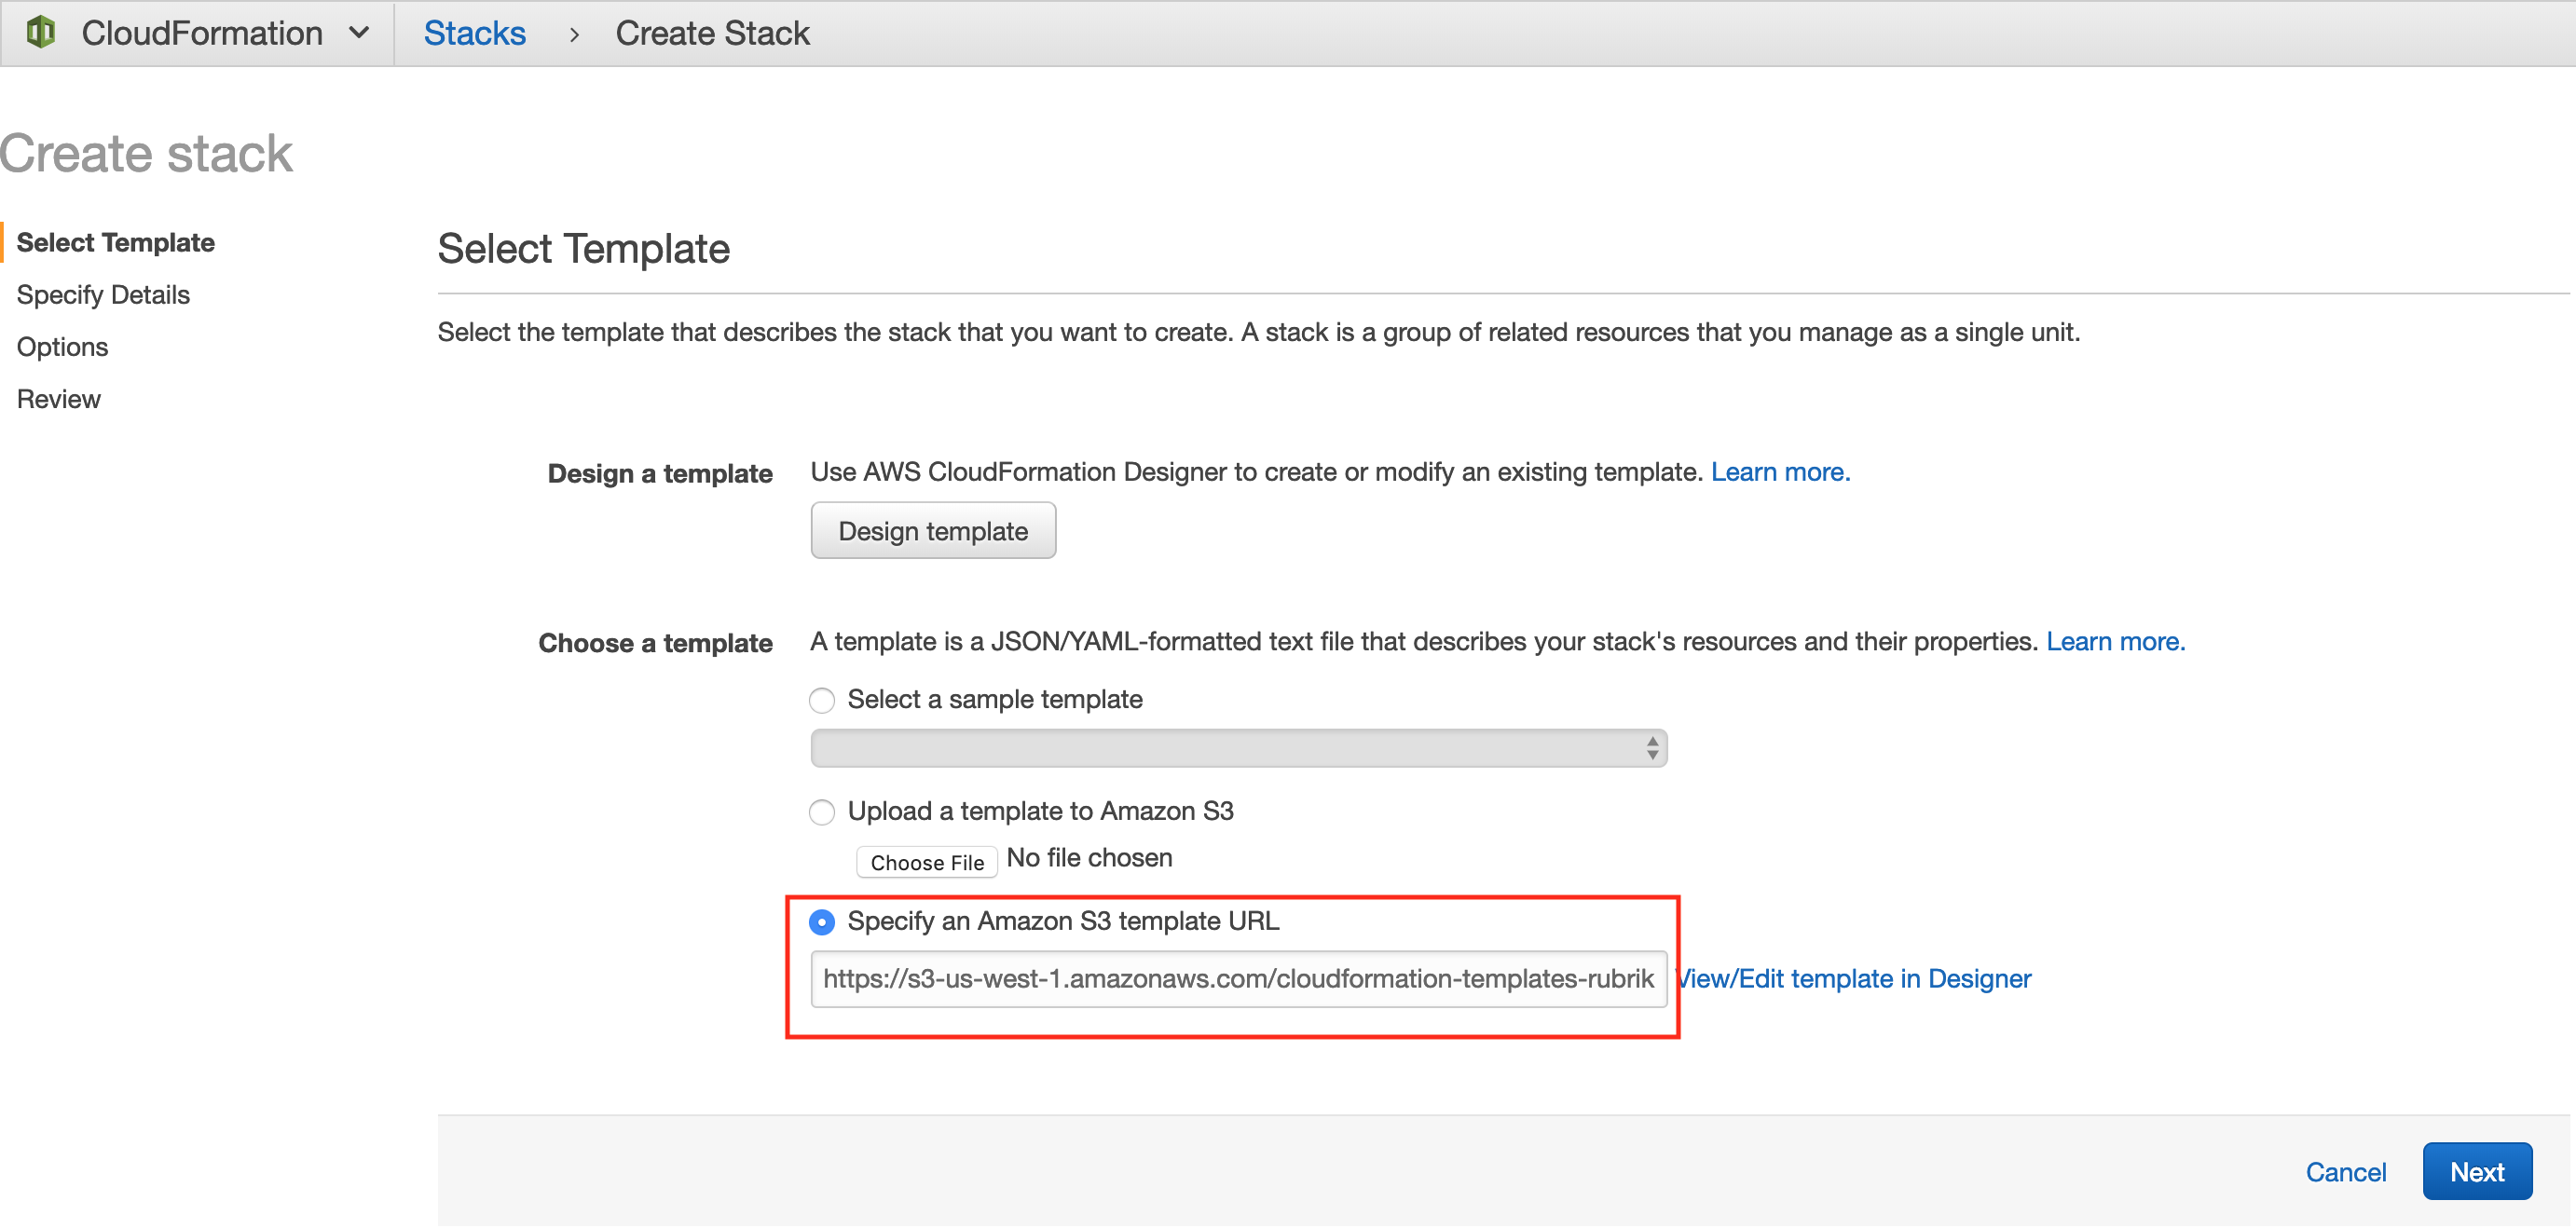 CloudFormation
Stacks > Create Stack
Create stack
Select Template
Specify Details
Options
Review
Select Template
Select the template that describes the stack that you want to create. A stack is a group of related resources that you manage as a single unit.
Design a template
Use AWS CloudFormation Designer to create or modify an existing template. Learn more.
Design template
Choose a template
A template is a JSON/YAML-formatted text file that describes your stack's resources and their properties. Learn more.
Select a sample template
Upload a template to Amazon S3
Choose File No file chosen
Specify an Amazon S3 template URL
https://s3-us-west-1.amazonaws.com/cloudformation-templates-rubrik
View/Edit template in Designer
Cancel
Next